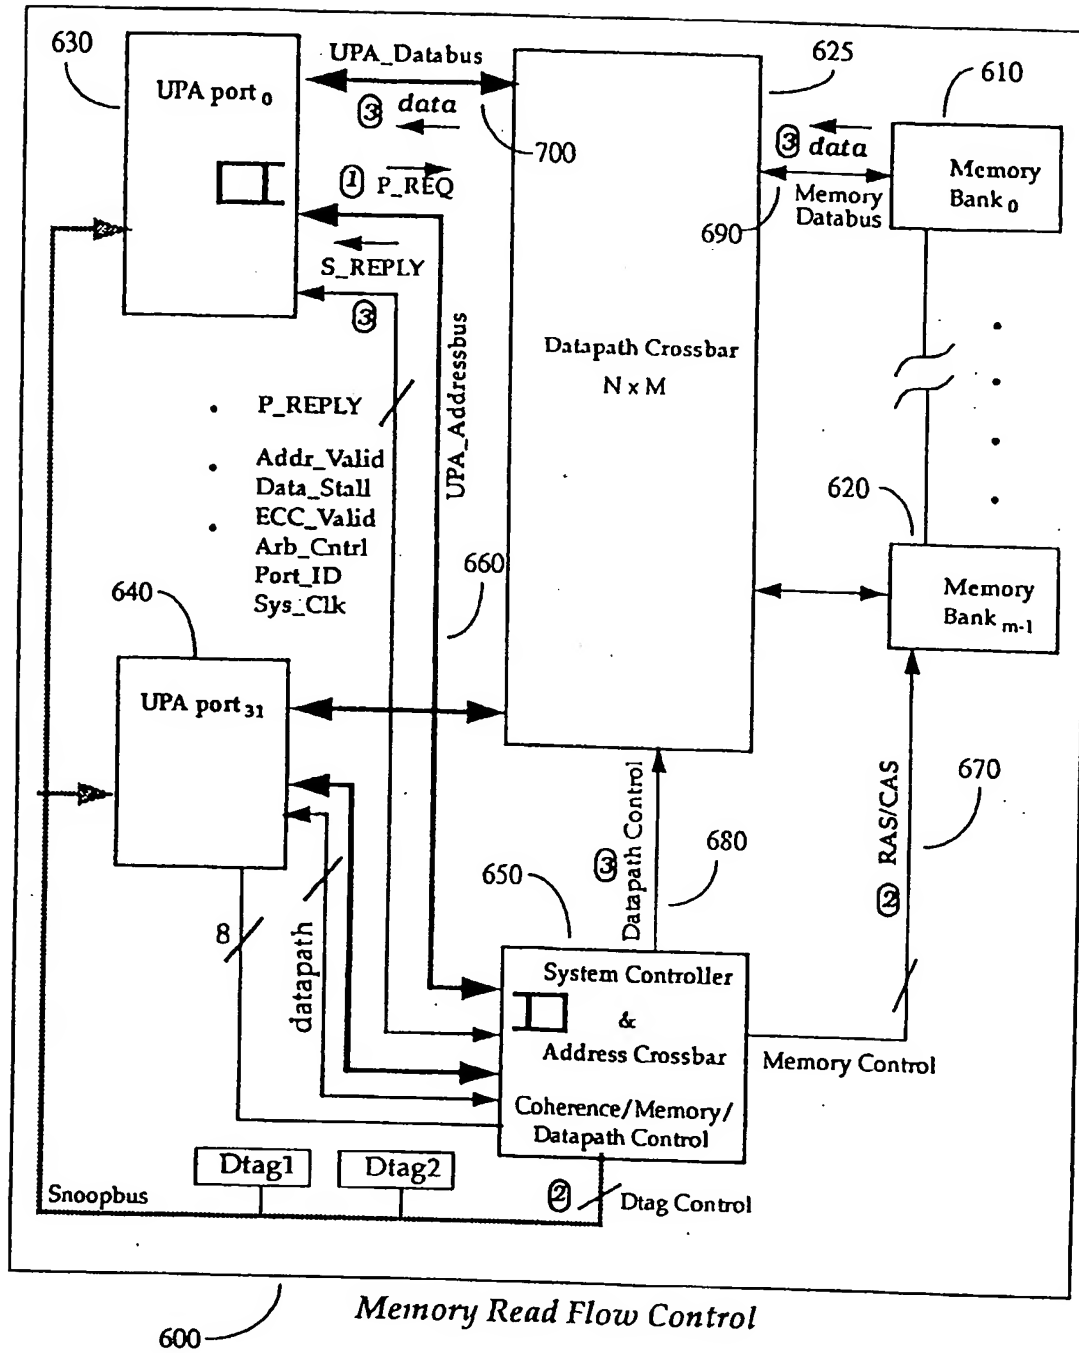 630
UPA port 0
UPA_Databus
③ data
700
① P_REQ
S_REPLY
③
625
610
③ data
Memory
Databus
690
Memory
Bank 0
Datapath Crossbar
N x M
UPA_Addressbus
P_REPLY
Addr_Valid
Data_Stall
ECC_Valid
Arb_Cntrl
Port_ID
Sys_Clk
660
620
Memory
Bank m-1
640
UPA port 31
8
datapath
650
③ Datapath Control
680
② RAS/CAS
670
System Controller
&
Address Crossbar
Coherence/Memory/
Datapath Control
Memory Control
Dtag1
Dtag2
Snoopbus
② Dtag Control
Memory Read Flow Control
600